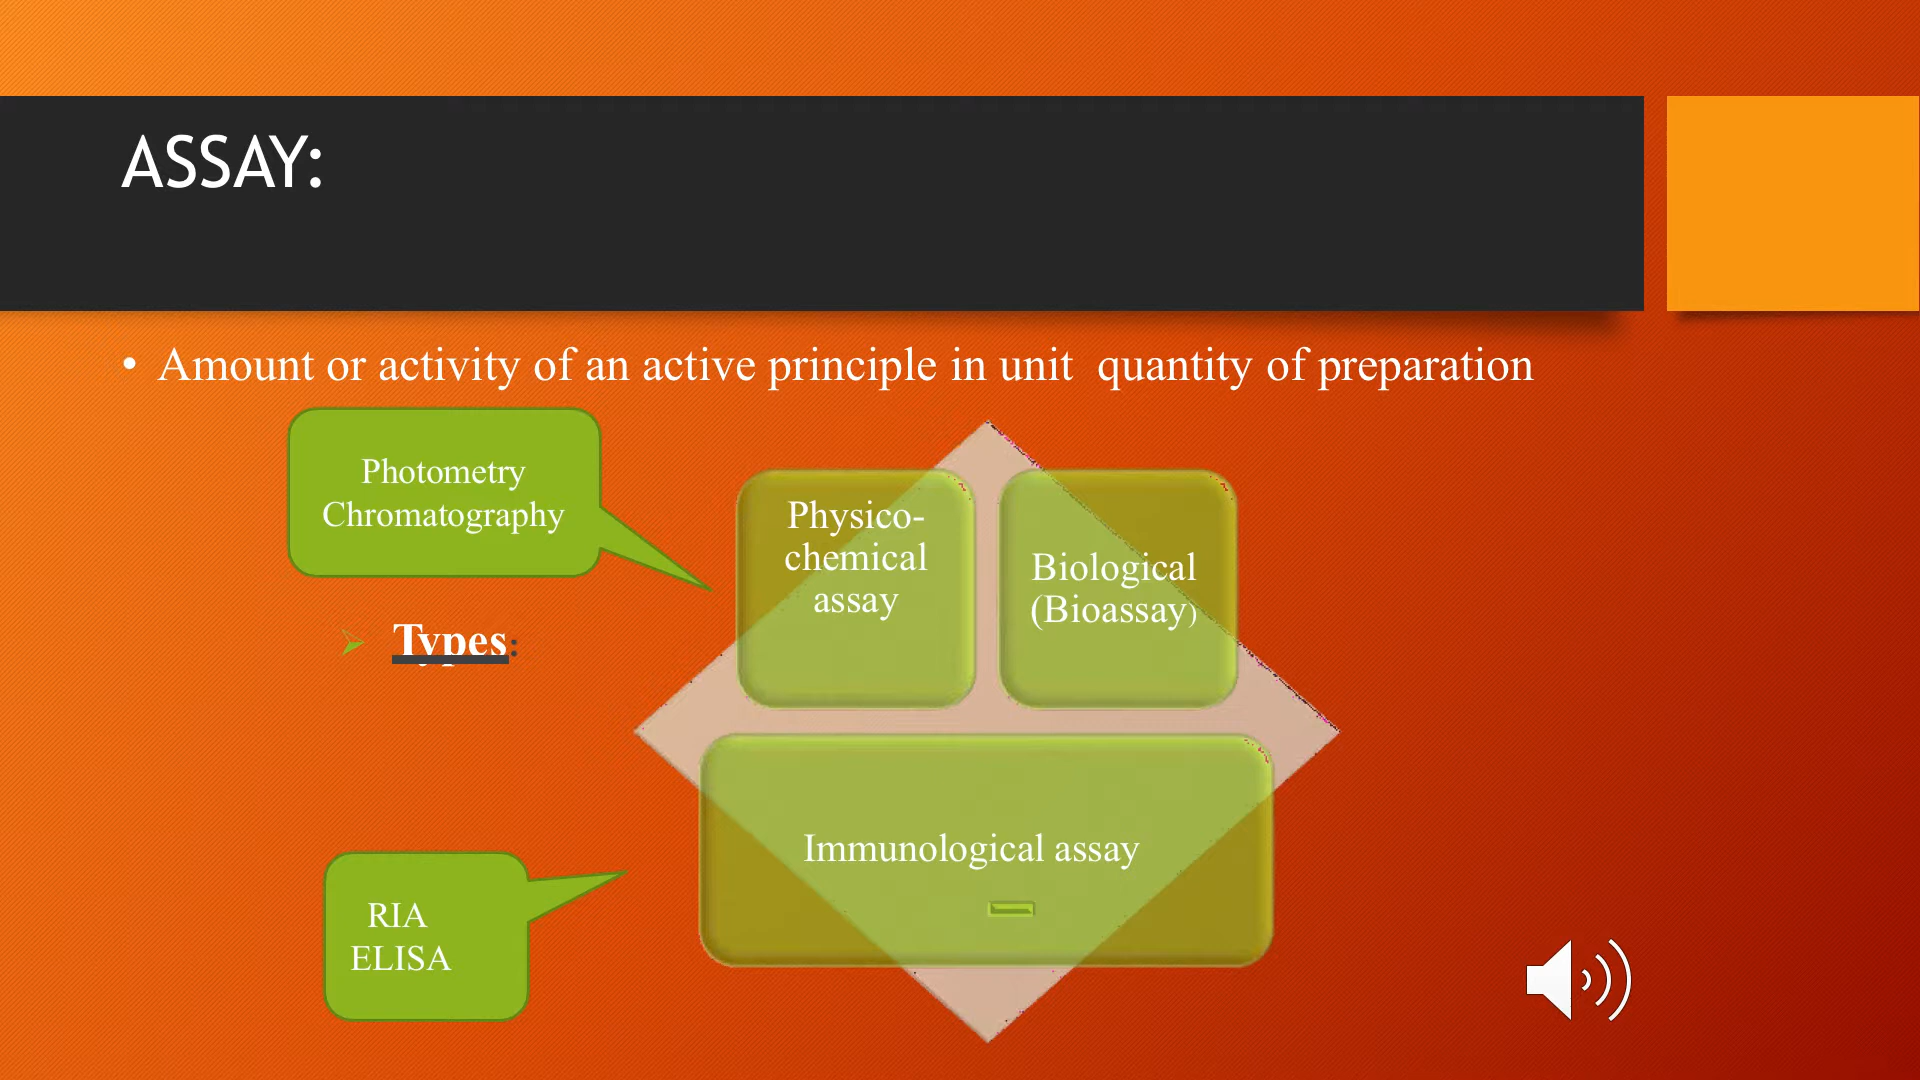 ASSAY:
• Amount or activity of an active principle in unit quantity of preparation
Photometry
Chromatography
Physico-
chemical
assay
Biological
(Bioassay)
➢ Types:
Immunological assay
RIA
ELISA